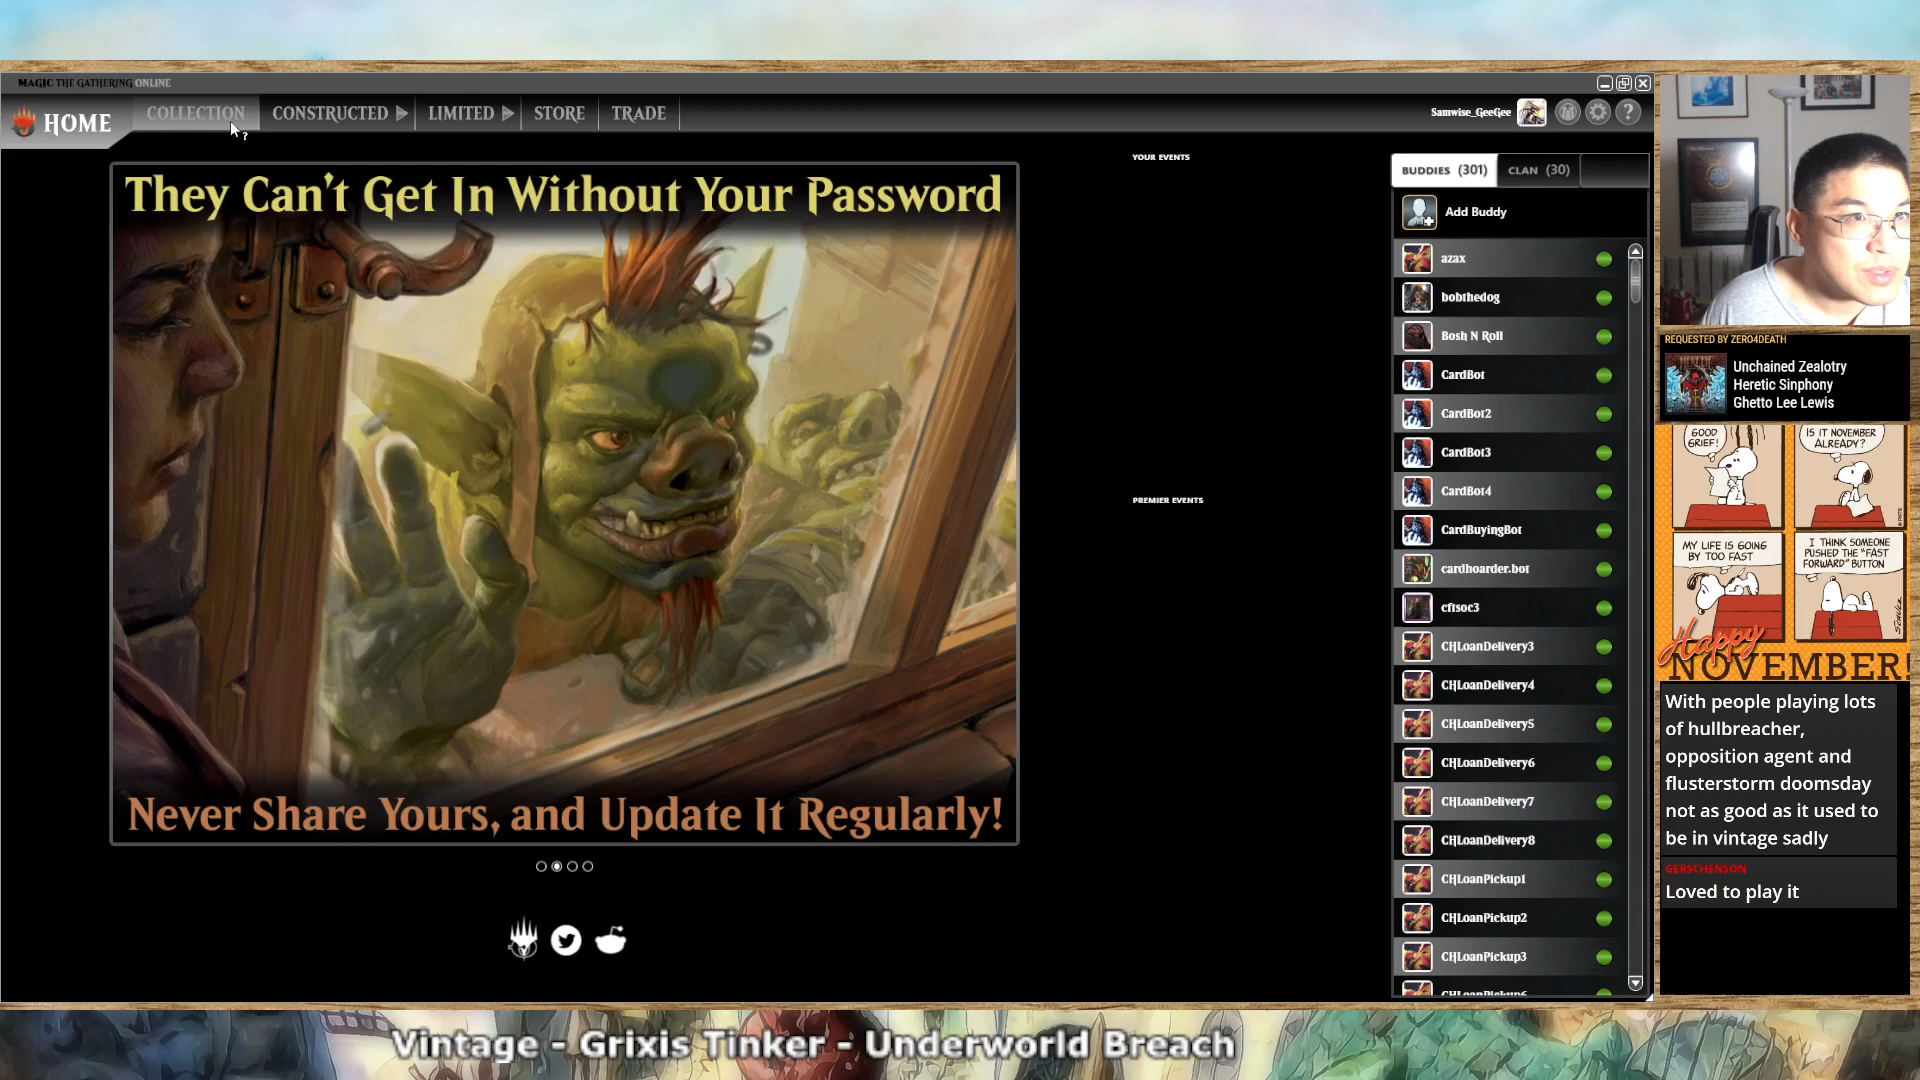 MAGIC THE GATHERING ONLINE
HOME
COLLECTION
CONSTRUCTED
LIMITED
STORE
TRADE
Samwise_GeeGee
?
?
They Can't Get In Without Your Password
Never Share Yours, and Update It Regularly!
YOUR EVENTS
PREMIER EVENTS
BUDDIES (301)
CLAN (30)
Add Buddy
azax
bobthedog
Bosh N Roll
CardBot
CardBot2
CardBot3
CardBot4
CardBuyingBot
cardhoarder.bot
cftsoc3
CHLoanDelivery3
CHLoanDelivery4
CHLoanDelivery5
CHLoanDelivery6
CHLoanDelivery7
CHLoanDelivery8
CHLoanPickup1
CHLoanPickup2
CHLoanPickup3
CHLoanPickup6
REQUESTED BY ZERO4DEATH
Unchained Zealotry
Heretic Sinphony
Ghetto Lee Lewis
GOOD
GRIEF!
IS IT NOVEMBER
ALREADY?
MY LIFE IS GOING
BY TOO FAST
I THINK SOMEONE
PUSHED THE "FAST
FORWARD" BUTTON
SCHULZ
Happy
NOVEMBER!
With people playing lots
of hullbreacher,
opposition agent and
flusterstorm doomsday
not as good as it used to
be in vintage sadly
GERSCHENSON
Loved to play it
Vintage - Grixis Tinker - Underworld Breach